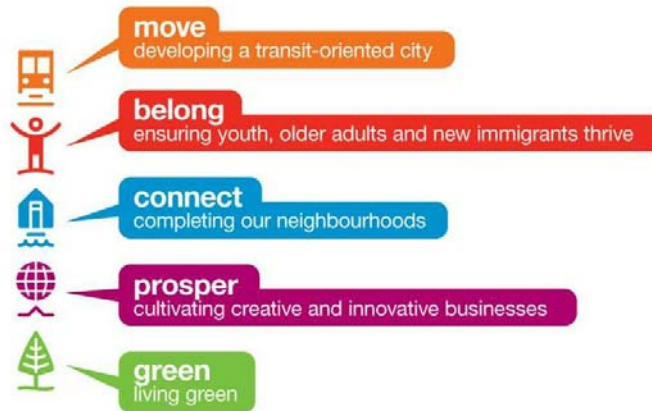 move
developing a transit-oriented city
belong
ensuring youth, older adults and new immigrants thrive
connect
completing our neighbourhoods
prosper
cultivating creative and innovative businesses
green
living green